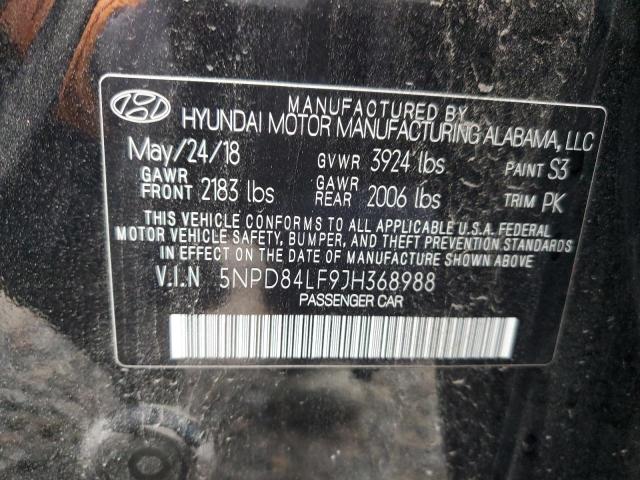 MANUFACTURED BY
HYUNDAI MOTOR MANUFACTURING ALABAMA, LLC
May/24/18 GVWR 3924 lbs PAINT S3
GAWR FRONT 2183 lbs GAWR REAR 2006 lbs TRIM PK
THIS VEHICLE CONFORMS TO ALL APPLICABLE U.S.A. FEDERAL
MOTOR VEHICLE SAFETY, BUMPER, AND THEFT PREVENTION STANDARDS
IN EFFECT ON THE DATE OF MANUFACTURE SHOWN ABOVE.
V.I.N 5NPD84LF9JH368988
PASSENGER CAR